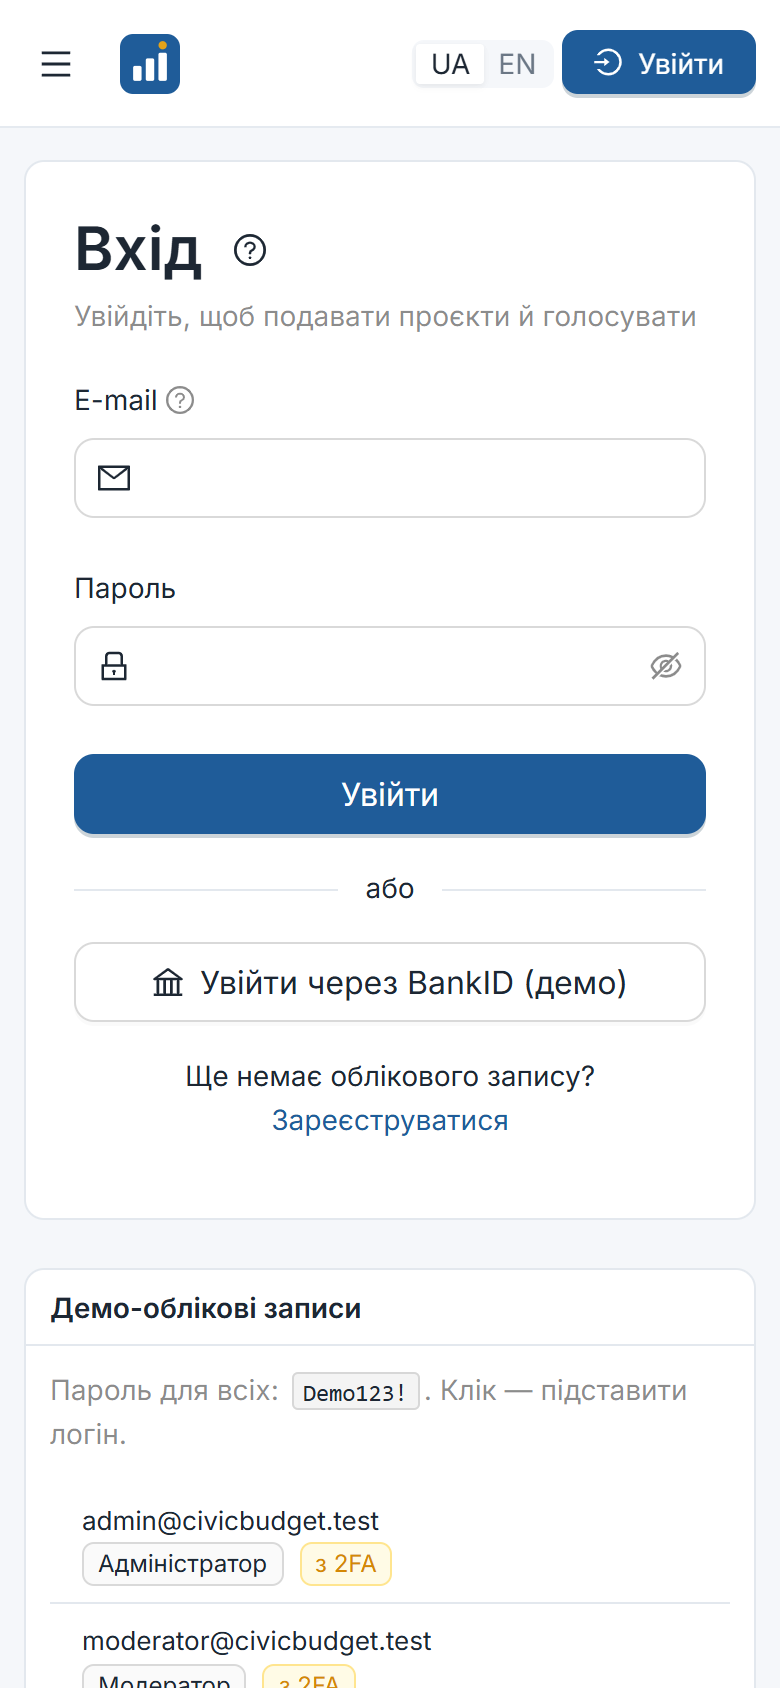 UA EN Увійти
Вхід
Увійдіть, щоб подавати проєкти й голосувати
E-mail
Пароль
Увійти
або
Увійти через BankID (демо)
Ще немає облікового запису?
Зареєструватися
Демо-облікові записи
Пароль для всіх: Demo123! . Клік — підставити
логін.
admin@civicbudget.test
Адміністратор з 2FA
moderator@civicbudget.test
Модератор з 2FA